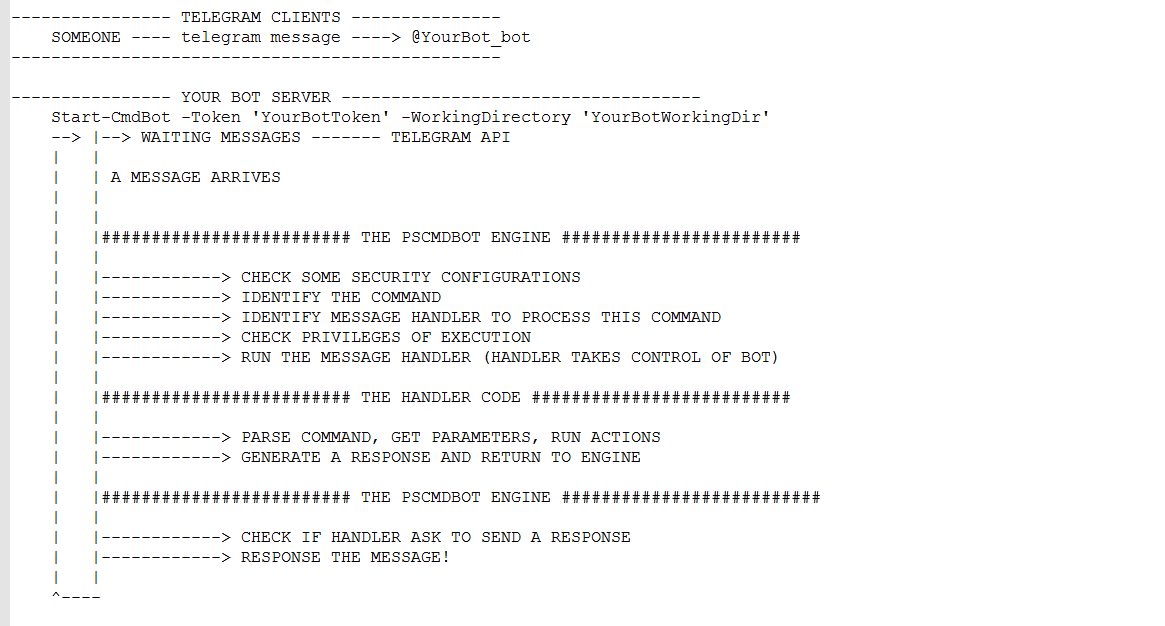 ---------------- TELEGRAM CLIENTS ---------------
    SOMEONE ---- telegram message ----> @YourBot_bot
-------------------------------------------------

---------------- YOUR BOT SERVER ------------------------------------
    Start-CmdBot -Token 'YourBotToken' -WorkingDirectory 'YourBotWorkingDir'
    --> |--> WAITING MESSAGES ------- TELEGRAM API
    |   |
    |   | A MESSAGE ARRIVES
    |   |
    |   |
    |   |######################### THE PSCMDBOT ENGINE ########################
    |   |
    |   |------------> CHECK SOME SECURITY CONFIGURATIONS
    |   |------------> IDENTIFY THE COMMAND
    |   |------------> IDENTIFY MESSAGE HANDLER TO PROCESS THIS COMMAND
    |   |------------> CHECK PRIVILEGES OF EXECUTION
    |   |------------> RUN THE MESSAGE HANDLER (HANDLER TAKES CONTROL OF BOT)
    |   |
    |   |######################### THE HANDLER CODE ##########################
    |   |
    |   |------------> PARSE COMMAND, GET PARAMETERS, RUN ACTIONS
    |   |------------> GENERATE A RESPONSE AND RETURN TO ENGINE
    |   |
    |   |######################### THE PSCMDBOT ENGINE ##########################
    |   |
    |   |------------> CHECK IF HANDLER ASK TO SEND A RESPONSE
    |   |------------> RESPONSE THE MESSAGE!
    |   |
    ^----